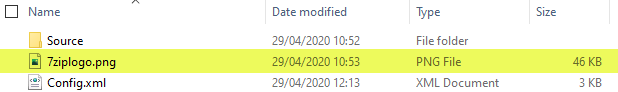 Name Date modified Type Size
Source 29/04/2020 10:52 File folder
7ziplogo.png 29/04/2020 10:53 PNG File 46 KB
Config.xml 29/04/2020 12:13 XML Document 3 KB